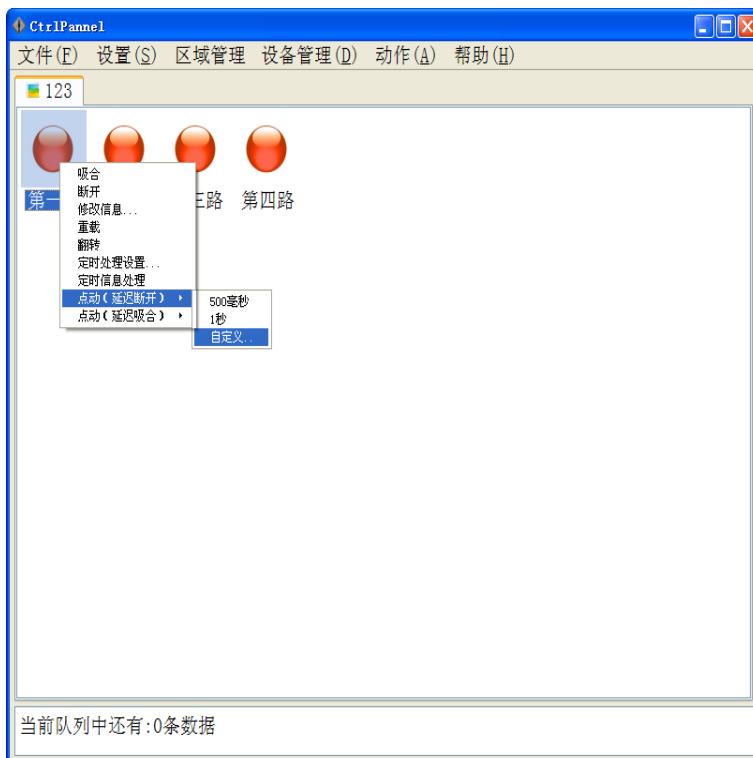 CtrlPannel
文件(F) 设置(S) 区域管理 设备管理(D) 动作(A) 帮助(H)
123
第一 三路 第四路
吸合
断开
修改信息...
重载
翻转
定时处理设置...
定时信息处理
点动(延迟断开)
点动(延迟吸合)
500毫秒
1秒
自定义..
当前队列中还有:0条数据